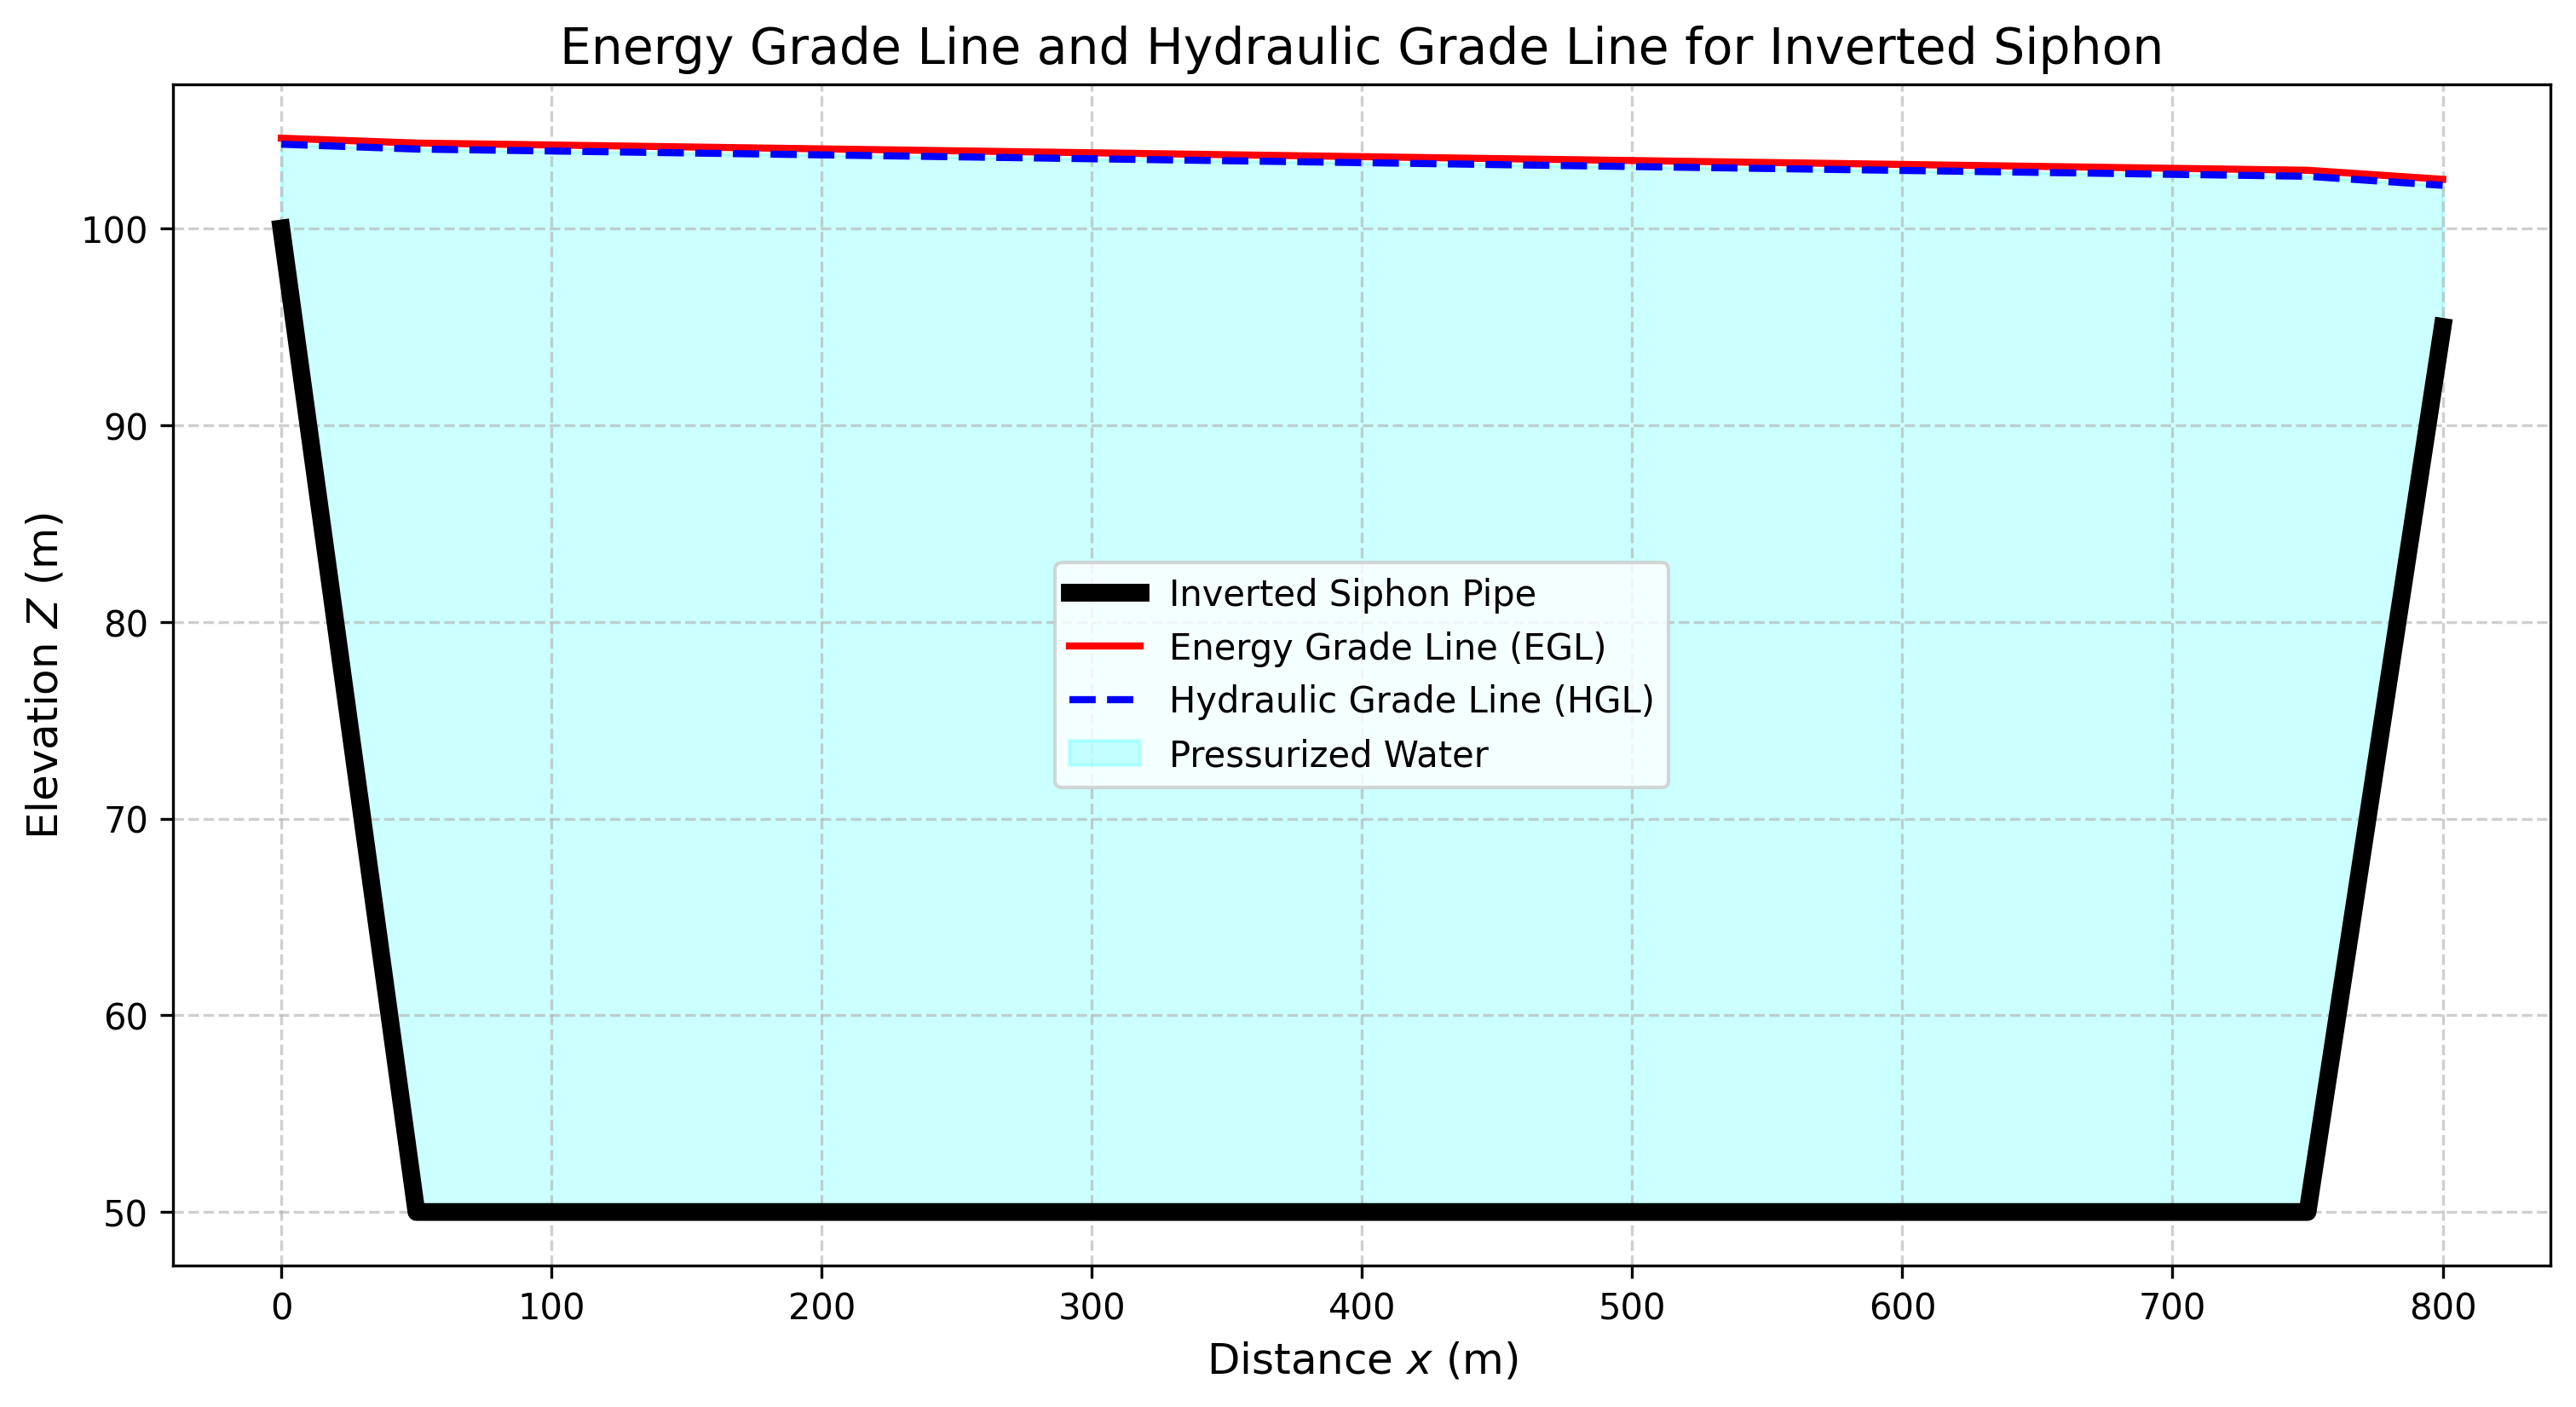 Energy Grade Line and Hydraulic Grade Line for Inverted Siphon
100
90
80
70
60
50
Elevation Z (m)
Inverted Siphon Pipe
Energy Grade Line (EGL)
Hydraulic Grade Line (HGL)
Pressurized Water
0 100 200 300 400 500 600 700 800
Distance x (m)